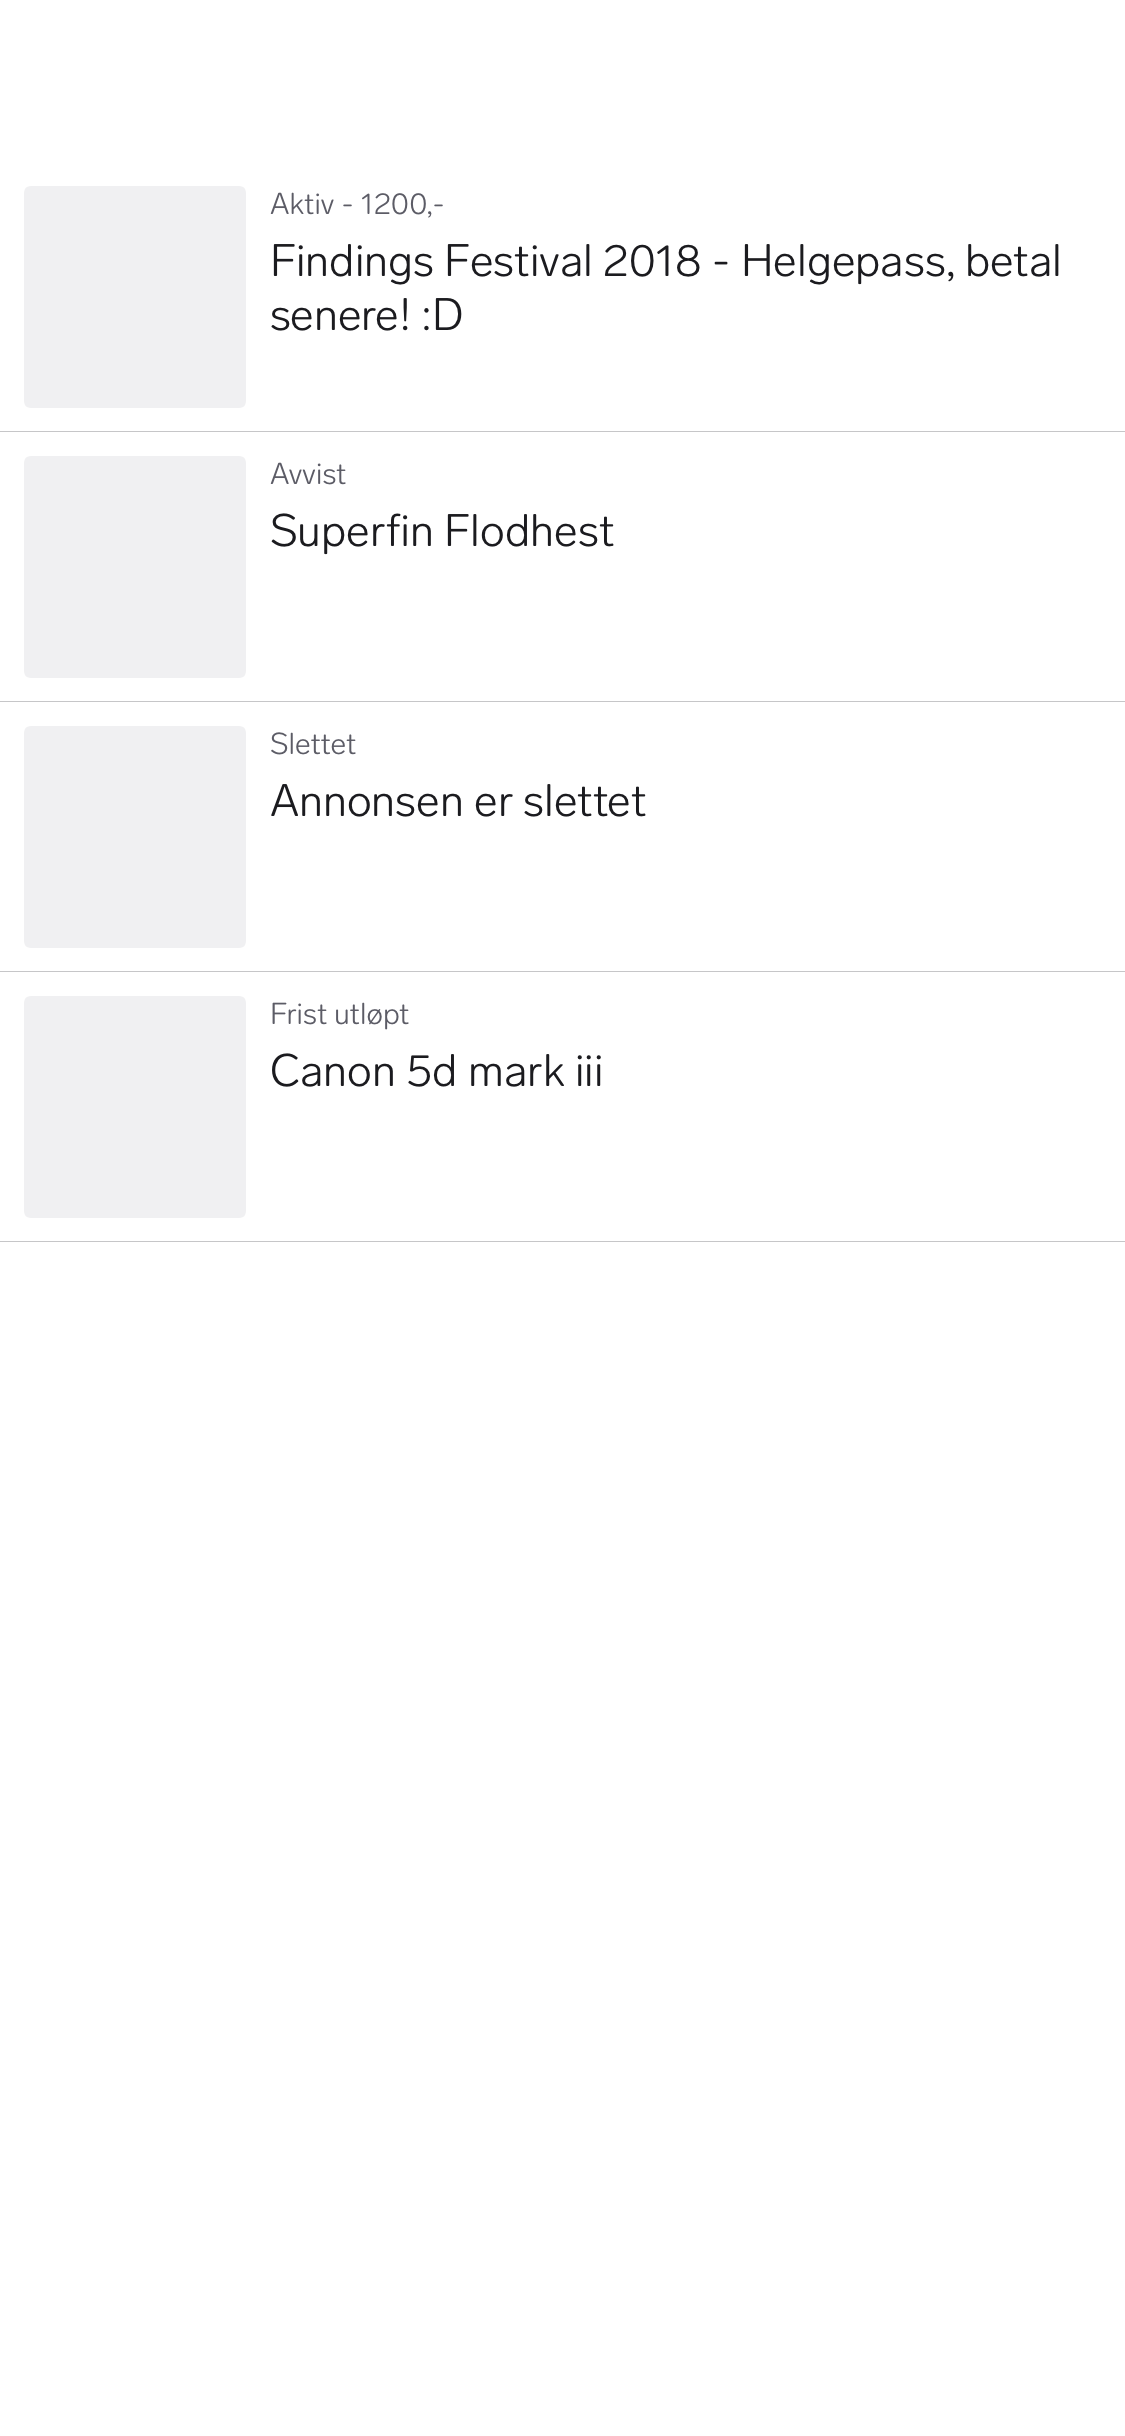 Aktiv - 1200,-
Findings Festival 2018 - Helgepass, betal
senere! :D
Avvist
Superfin Flodhest
Slettet
Annonsen er slettet
Frist utløpt
Canon 5d mark iii